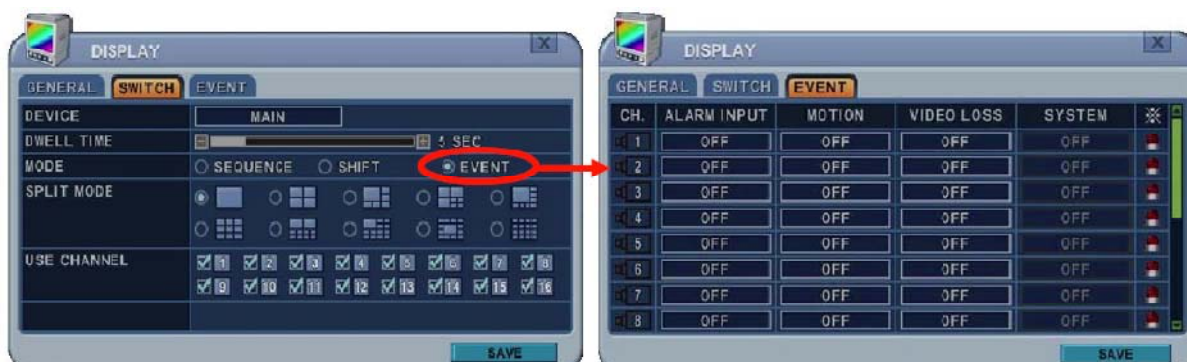 DISPLAY
X
GENERAL SWITCH EVENT
DEVICE MAIN
DWELL TIME SEC
MODE SEQUENCE SHIFT EVENT
SPLIT MODE
USE CHANNEL 1 2 3 4 5 6 7 8
9 10 11 12 13 14 15 16
SAVE
DISPLAY
X
GENERAL SWITCH EVENT
CH. ALARM INPUT MOTION VIDEO LOSS SYSTEM
1 OFF OFF OFF OFF
2 OFF OFF OFF OFF
3 OFF OFF OFF OFF
4 OFF OFF OFF OFF
5 OFF OFF OFF OFF
6 OFF OFF OFF OFF
7 OFF OFF OFF OFF
8 OFF OFF OFF OFF
SAVE